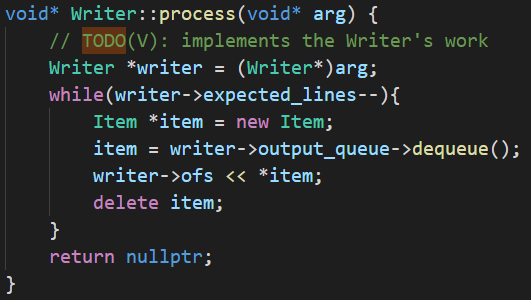 void* Writer::process(void* arg) {
    // TODO(V): implements the Writer's work
    Writer *writer = (Writer*)arg;
    while(writer->expected_lines--){
        Item *item = new Item;
        item = writer->output_queue->dequeue();
        writer->ofs << *item;
        delete item;
    }
    return nullptr;
}